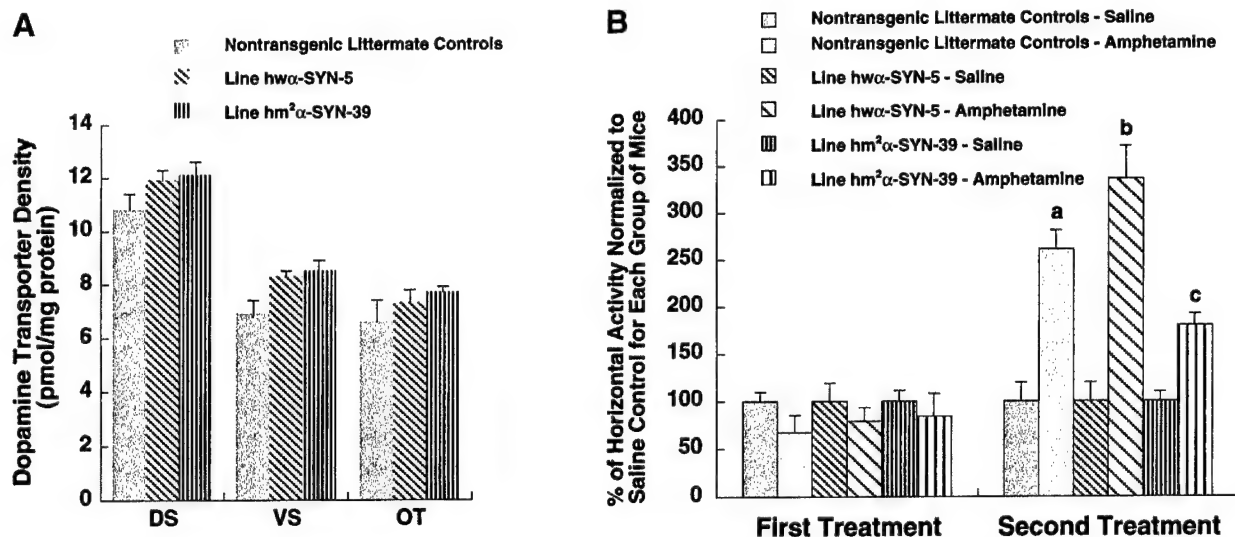 A
Nontransgenic Littermate Controls
Line hwα-SYN-5
Line hm²α-SYN-39
Dopamine Transporter Density
(pmol/mg protein)
14
12
10
8
6
4
2
0
DS
VS
OT
B
Nontransgenic Littermate Controls - Saline
Nontransgenic Littermate Controls - Amphetamine
Line hwα-SYN-5 - Saline
Line hwα-SYN-5 - Amphetamine
Line hm²α-SYN-39 - Saline
Line hm²α-SYN-39 - Amphetamine
% of Horizontal Activity Normalized to
Saline Control for Each Group of Mice
400
350
300
250
200
150
100
50
0
a
b
c
First Treatment
Second Treatment